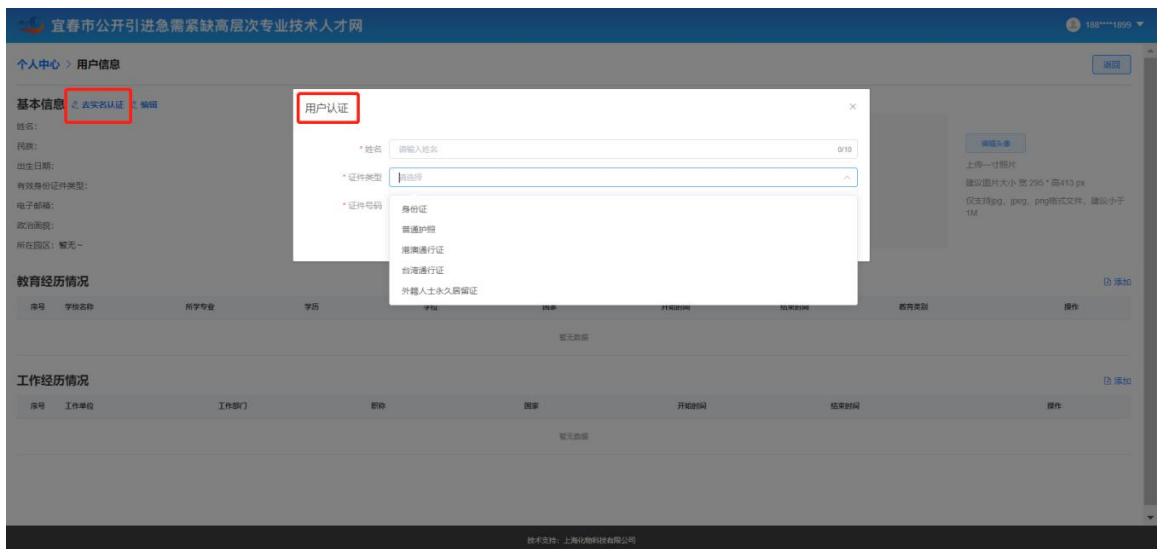 宜春市公开引进急需紧缺高层次专业技术人才网
188****1899
个人中心 > 用户信息
返回
基本信息 去实名认证 编辑
用户认证
姓名：
* 姓名 请输入姓名 0/10
民族：
编辑头像
出生日期：
上传一寸照片
* 证件类型 请选择
有效身份证件类型：
建议图片大小 宽 295 * 高413 px
电子邮箱：
* 证件号码
仅支持jpg、jpeg、png格式文件，建议小于
1M
身份证
政治面貌：
普通护照
所在园区：暂无~
港澳通行证
台湾通行证
外籍人士永久居留证
教育经历情况
添加
序号 学校名称 所学专业 学历 学位 国家 开始时间 结束时间 教育类别 操作
暂无数据
工作经历情况
添加
序号 工作单位 工作部门 职称 国家 开始时间 结束时间 操作
暂无数据
技术支持：上海化物科技有限公司